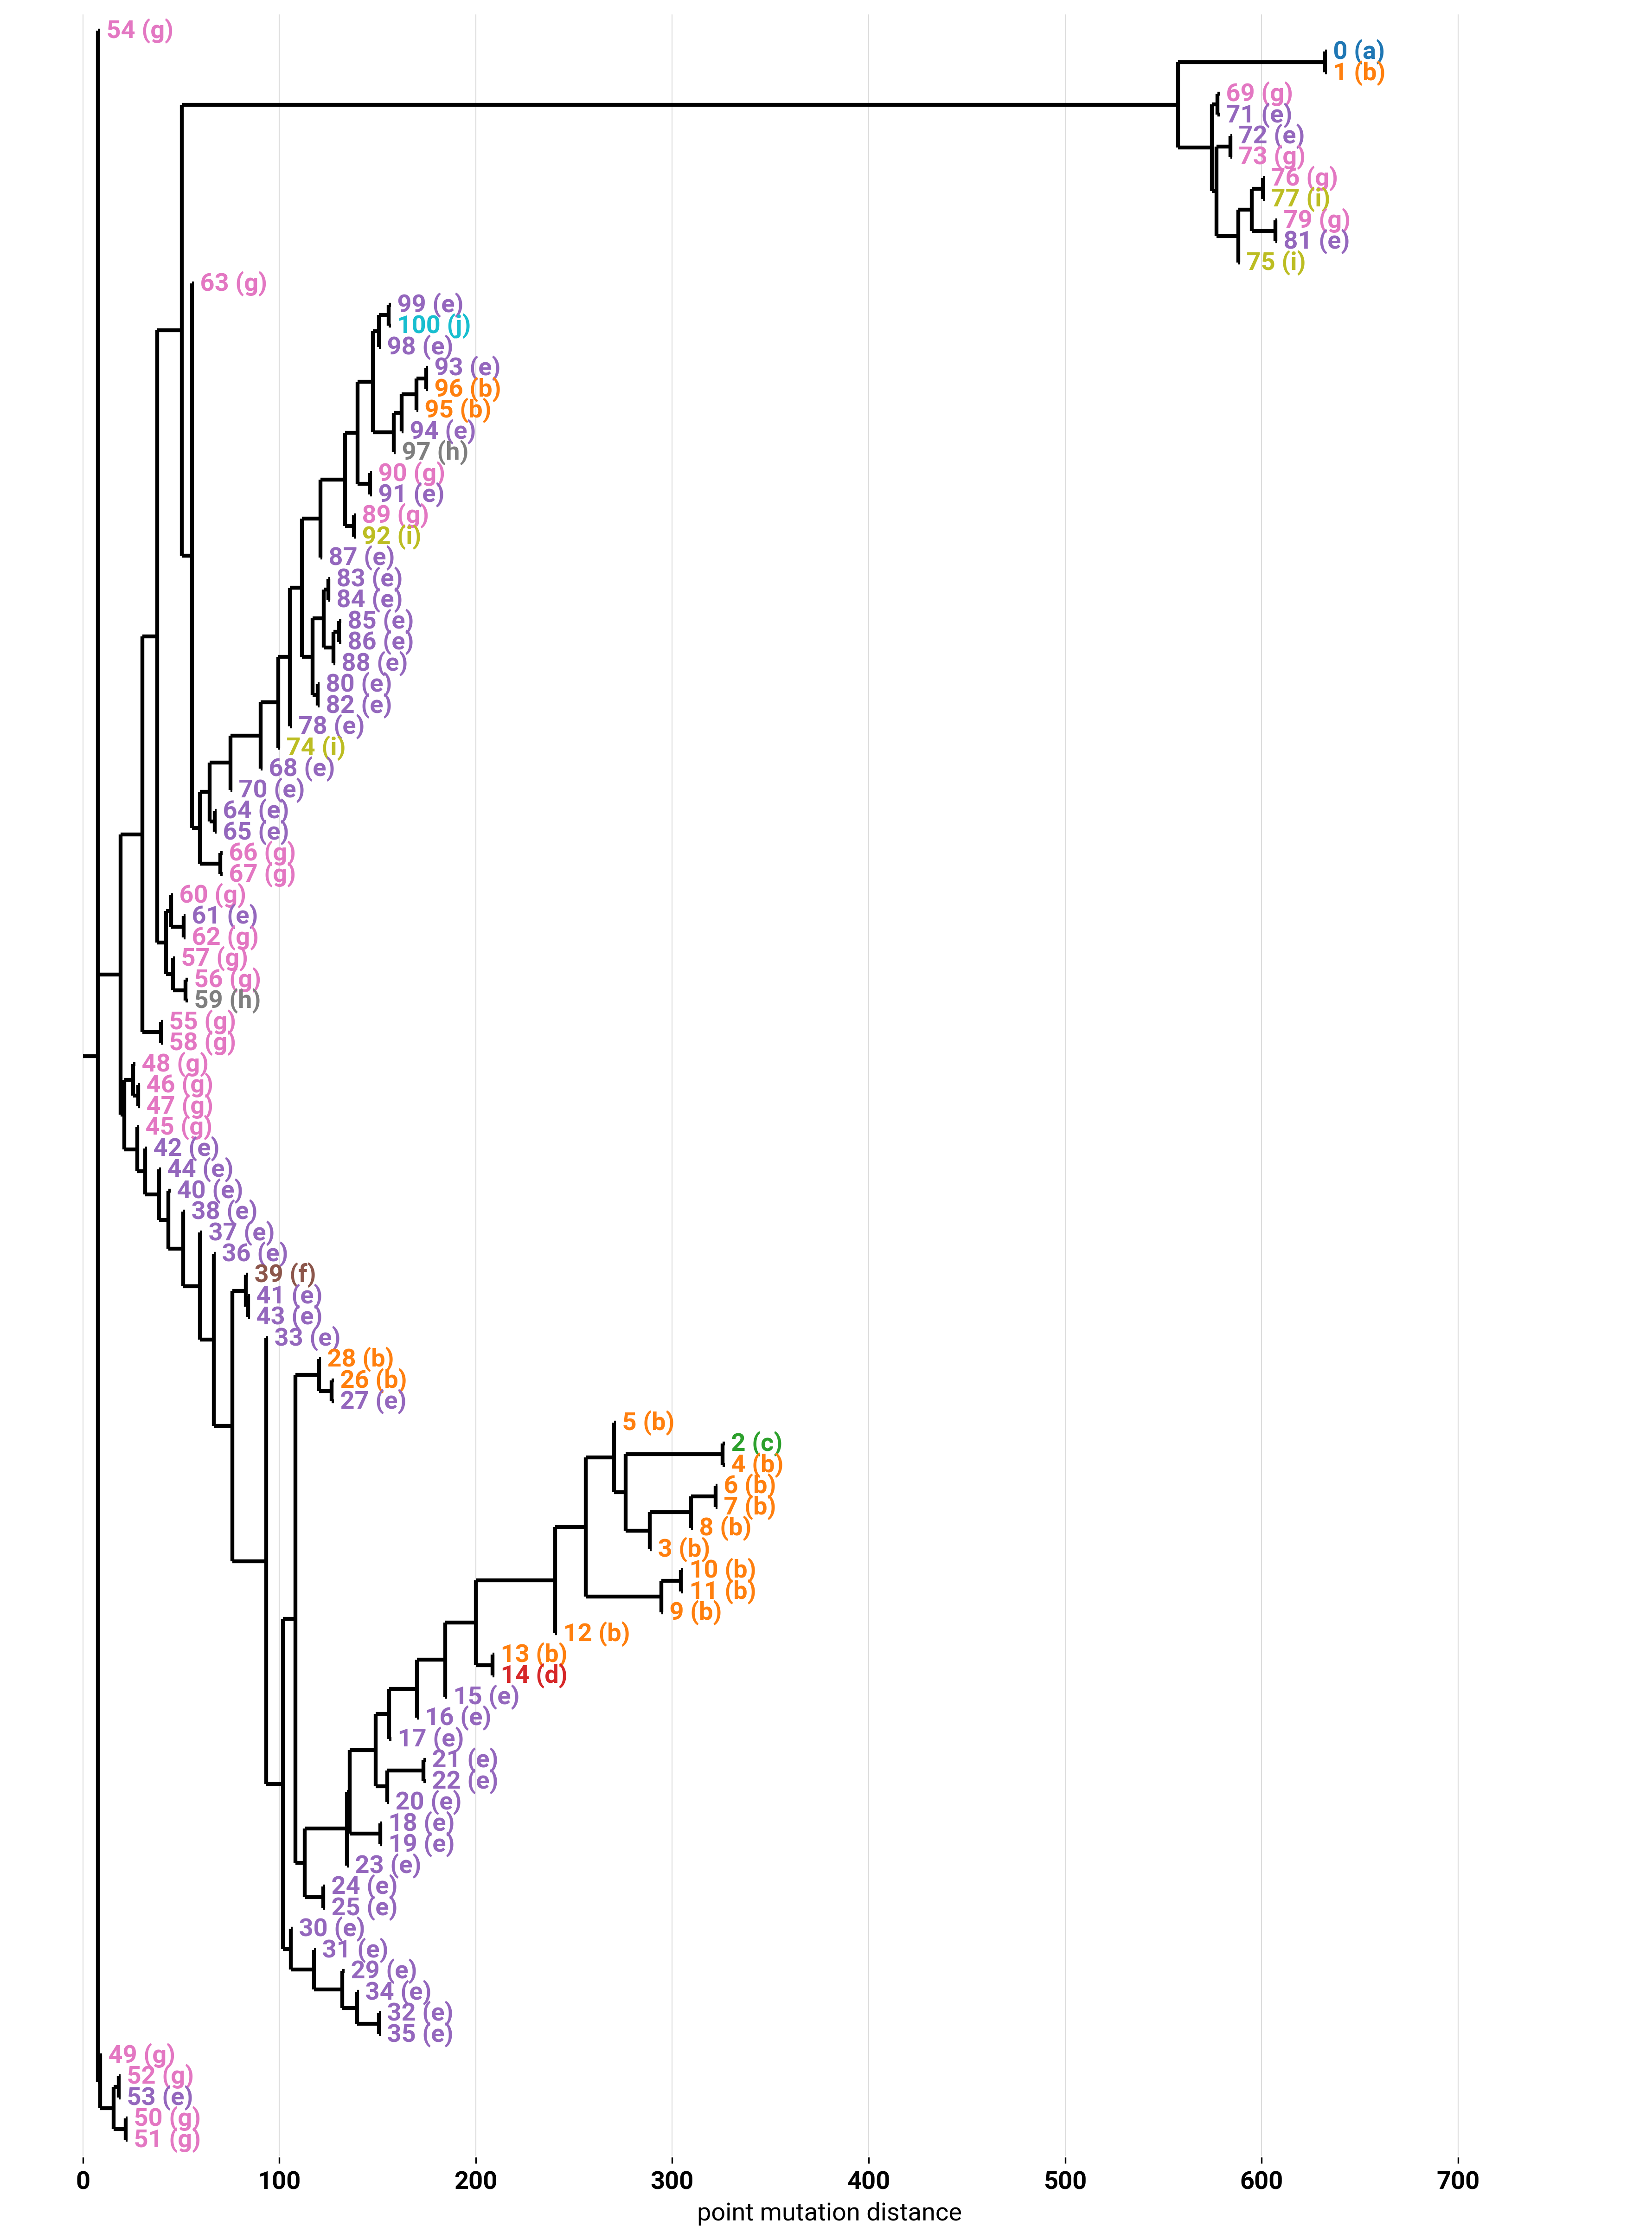 54 (g)
0 (a)
1 (b)
69 (g)
71 (e)
72 (e)
73 (g)
76 (g)
77 (i)
79 (g)
81 (e)
75 (i)
63 (g)
99 (e)
100 (j)
98 (e)
93 (e)
96 (b)
95 (b)
94 (e)
97 (h)
90 (g)
91 (e)
89 (g)
92 (i)
87 (e)
83 (e)
84 (e)
85 (e)
86 (e)
88 (e)
80 (e)
82 (e)
78 (e)
74 (i)
68 (e)
70 (e)
64 (e)
65 (e)
66 (g)
67 (g)
60 (g)
61 (e)
62 (g)
57 (g)
56 (g)
59 (h)
55 (g)
58 (g)
48 (g)
46 (g)
47 (g)
45 (g)
42 (e)
44 (e)
40 (e)
38 (e)
37 (e)
36 (e)
39 (f)
41 (e)
43 (e)
33 (e)
28 (b)
26 (b)
27 (e)
5 (b)
2 (c)
4 (b)
6 (b)
7 (b)
8 (b)
3 (b)
10 (b)
11 (b)
9 (b)
12 (b)
13 (b)
14 (d)
15 (e)
16 (e)
17 (e)
21 (e)
22 (e)
20 (e)
18 (e)
19 (e)
23 (e)
24 (e)
25 (e)
30 (e)
31 (e)
29 (e)
34 (e)
32 (e)
35 (e)
49 (g)
52 (g)
53 (e)
50 (g)
51 (g)
0 100 200 300 400 500 600 700
point mutation distance